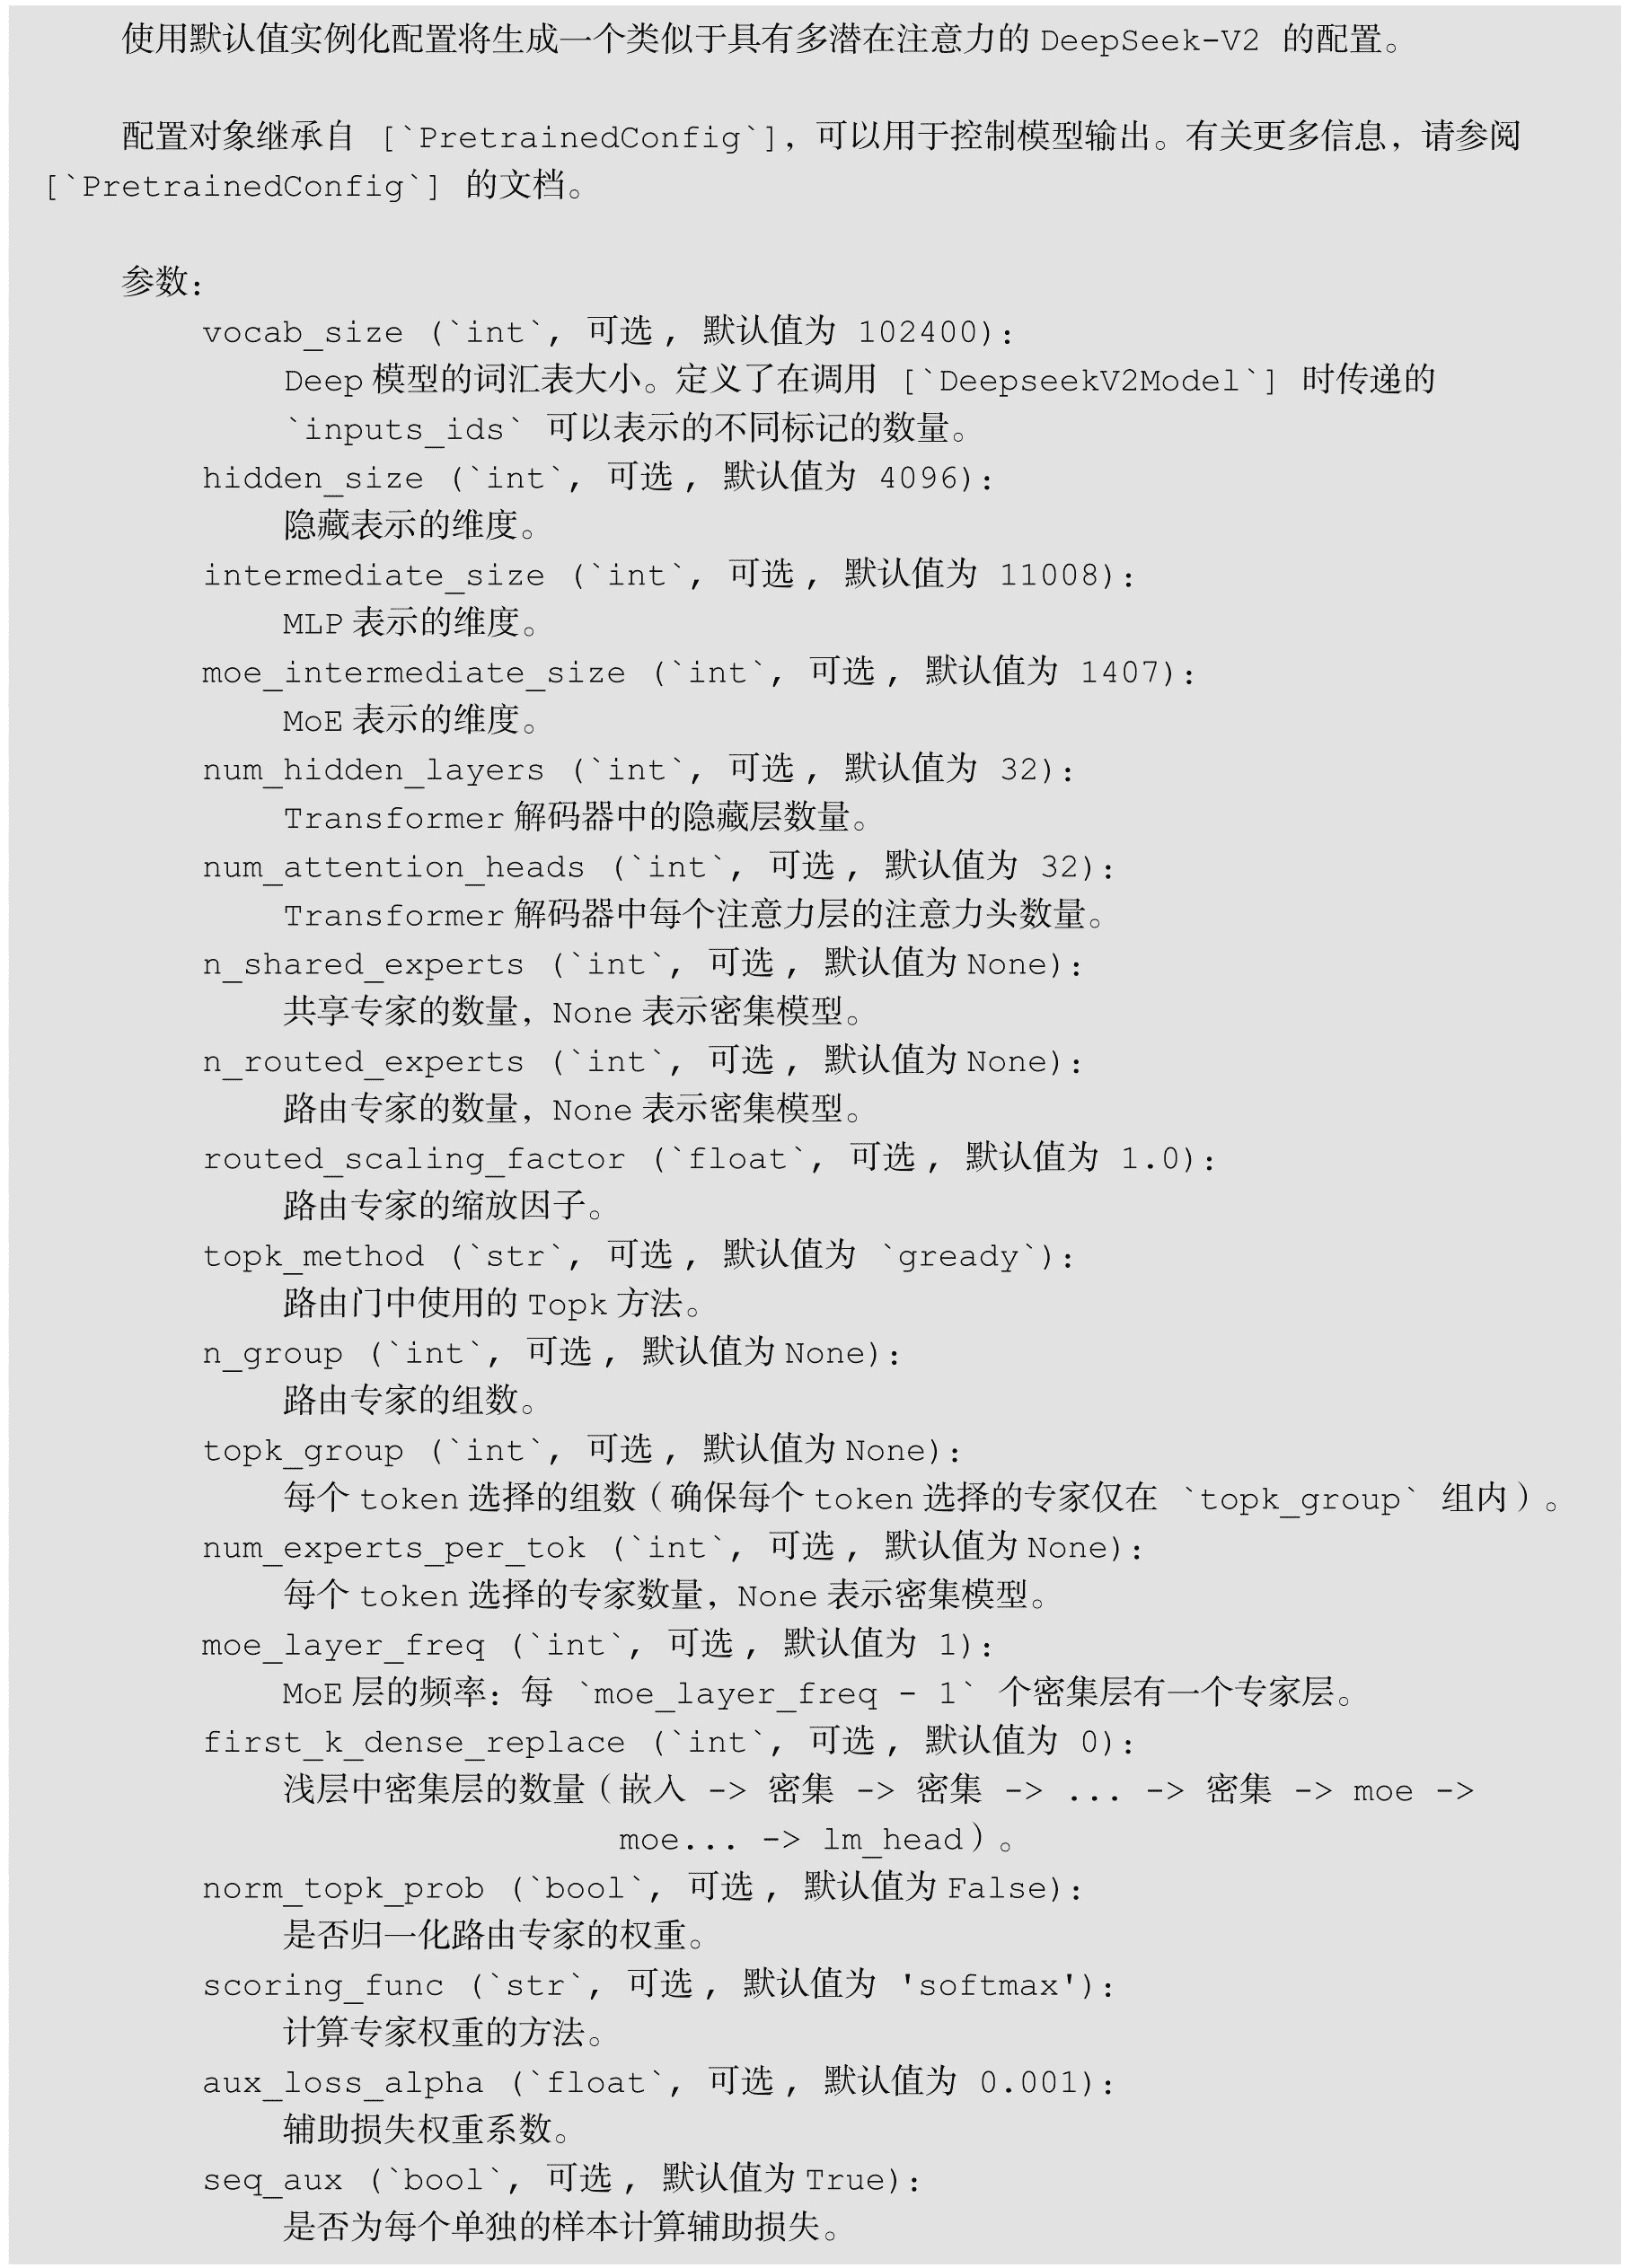 使用默认值实例化配置将生成一个类似于具有多潜在注意力的 DeepSeek-V2 的配置。
配置对象继承自 [`PretrainedConfig`]，可以用于控制模型输出。有关更多信息，请参阅
[`PretrainedConfig`] 的文档。
参数：
vocab_size (`int`, 可选, 默认值为 102400):
Deep 模型的词汇表大小。定义了在调用 [`DeepseekV2Model`] 时传递的
`inputs_ids` 可以表示的不同标记的数量。
hidden_size (`int`, 可选, 默认值为 4096):
隐藏表示的维度。
intermediate_size (`int`, 可选, 默认值为 11008):
MLP 表示的维度。
moe_intermediate_size (`int`, 可选, 默认值为 1407):
MoE 表示的维度。
num_hidden_layers (`int`, 可选, 默认值为 32):
Transformer 解码器中的隐藏层数量。
num_attention_heads (`int`, 可选, 默认值为 32):
Transformer 解码器中每个注意力层的注意力头数量。
n_shared_experts (`int`, 可选, 默认值为 None):
共享专家的数量，None 表示密集模型。
n_routed_experts (`int`, 可选, 默认值为 None):
路由专家的数量，None 表示密集模型。
routed_scaling_factor (`float`, 可选, 默认值为 1.0):
路由专家的缩放因子。
topk_method (`str`, 可选, 默认值为 `gready`):
路由门中使用的 Topk 方法。
n_group (`int`, 可选, 默认值为 None):
路由专家的组数。
topk_group (`int`, 可选, 默认值为 None):
每个 token 选择的组数（确保每个 token 选择的专家仅在 `topk_group` 组内）。
num_experts_per_tok (`int`, 可选, 默认值为 None):
每个 token 选择的专家数量，None 表示密集模型。
moe_layer_freq (`int`, 可选, 默认值为 1):
MoE 层的频率：每 `moe_layer_freq - 1` 个密集层有一个专家层。
first_k_dense_replace (`int`, 可选, 默认值为 0):
浅层中密集层的数量（嵌入 -> 密集 -> 密集 -> ... -> 密集 -> moe ->
moe... -> lm_head）。
norm_topk_prob (`bool`, 可选, 默认值为 False):
是否归一化路由专家的权重。
scoring_func (`str`, 可选, 默认值为 'softmax'):
计算专家权重的方法。
aux_loss_alpha (`float`, 可选, 默认值为 0.001):
辅助损失权重系数。
seq_aux (`bool`, 可选, 默认值为 True):
是否为每个单独的样本计算辅助损失。